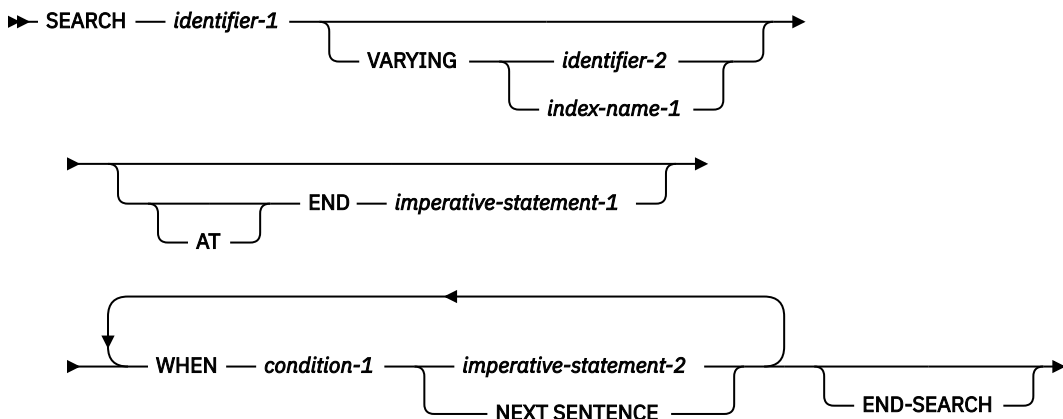 SEARCH identifier-1
VARYING identifier-2
index-name-1
END imperative-statement-1
AT
WHEN condition-1 imperative-statement-2
NEXT SENTENCE
END-SEARCH